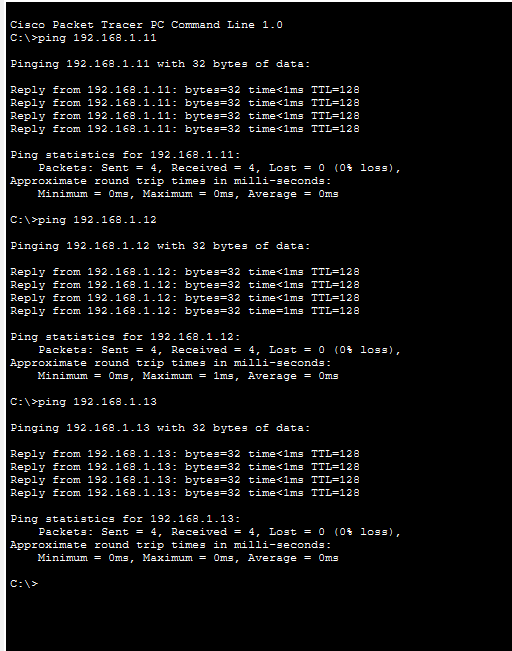 Cisco Packet Tracer PC Command Line 1.0
C:\>ping 192.168.1.11
Pinging 192.168.1.11 with 32 bytes of data:
Reply from 192.168.1.11: bytes=32 time<1ms TTL=128
Reply from 192.168.1.11: bytes=32 time<1ms TTL=128
Reply from 192.168.1.11: bytes=32 time<1ms TTL=128
Reply from 192.168.1.11: bytes=32 time<1ms TTL=128
Ping statistics for 192.168.1.11:
Packets: Sent = 4, Received = 4, Lost = 0 (0% loss),
Approximate round trip times in milli-seconds:
Minimum = 0ms, Maximum = 0ms, Average = 0ms
C:\>ping 192.168.1.12
Pinging 192.168.1.12 with 32 bytes of data:
Reply from 192.168.1.12: bytes=32 time<1ms TTL=128
Reply from 192.168.1.12: bytes=32 time<1ms TTL=128
Reply from 192.168.1.12: bytes=32 time<1ms TTL=128
Reply from 192.168.1.12: bytes=32 time=1ms TTL=128
Ping statistics for 192.168.1.12:
Packets: Sent = 4, Received = 4, Lost = 0 (0% loss),
Approximate round trip times in milli-seconds:
Minimum = 0ms, Maximum = 1ms, Average = 0ms
C:\>ping 192.168.1.13
Pinging 192.168.1.13 with 32 bytes of data:
Reply from 192.168.1.13: bytes=32 time<1ms TTL=128
Reply from 192.168.1.13: bytes=32 time<1ms TTL=128
Reply from 192.168.1.13: bytes=32 time<1ms TTL=128
Reply from 192.168.1.13: bytes=32 time<1ms TTL=128
Ping statistics for 192.168.1.13:
Packets: Sent = 4, Received = 4, Lost = 0 (0% loss),
Approximate round trip times in milli-seconds:
Minimum = 0ms, Maximum = 0ms, Average = 0ms
C:\>